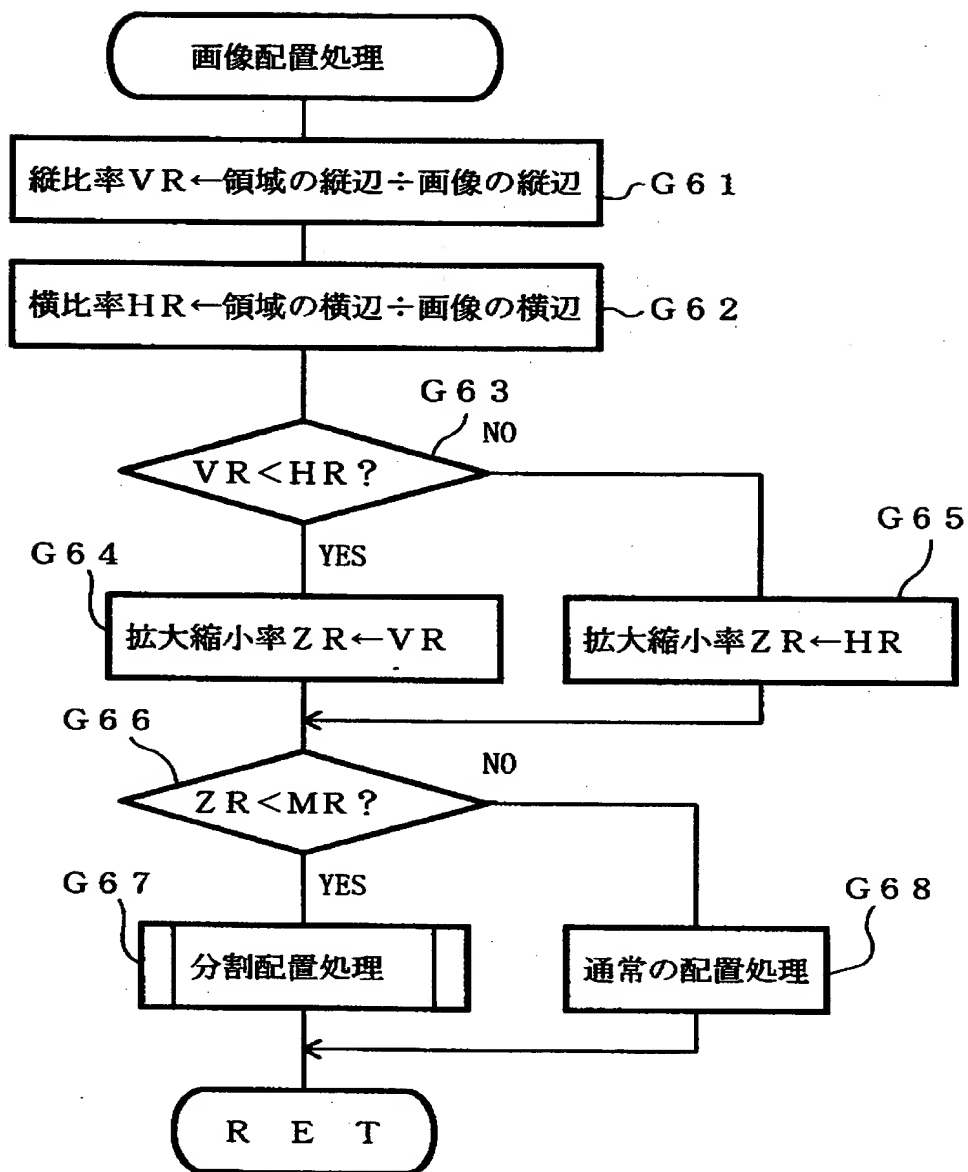 画像配置処理
縦比率ＶＲ←領域の縦辺÷画像の縦辺
Ｇ６１
横比率ＨＲ←領域の横辺÷画像の横辺
Ｇ６２
Ｇ６３
NO
ＶＲ＜ＨＲ？
Ｇ６５
Ｇ６４
YES
拡大縮小率ＺＲ←ＶＲ
拡大縮小率ＺＲ←ＨＲ
Ｇ６６
NO
ＺＲ＜ＭＲ？
Ｇ６７
YES
Ｇ６８
分割配置処理
通常の配置処理
Ｒ Ｅ Ｔ